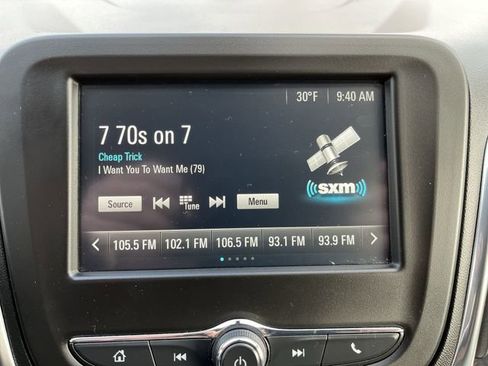 30°F 9:40 AM
7 70s on 7
Cheap Trick
I Want You To Want Me (79)
sxm
Source Tune Menu
105.5 FM 102.1 FM 106.5 FM 93.1 FM 93.9 FM